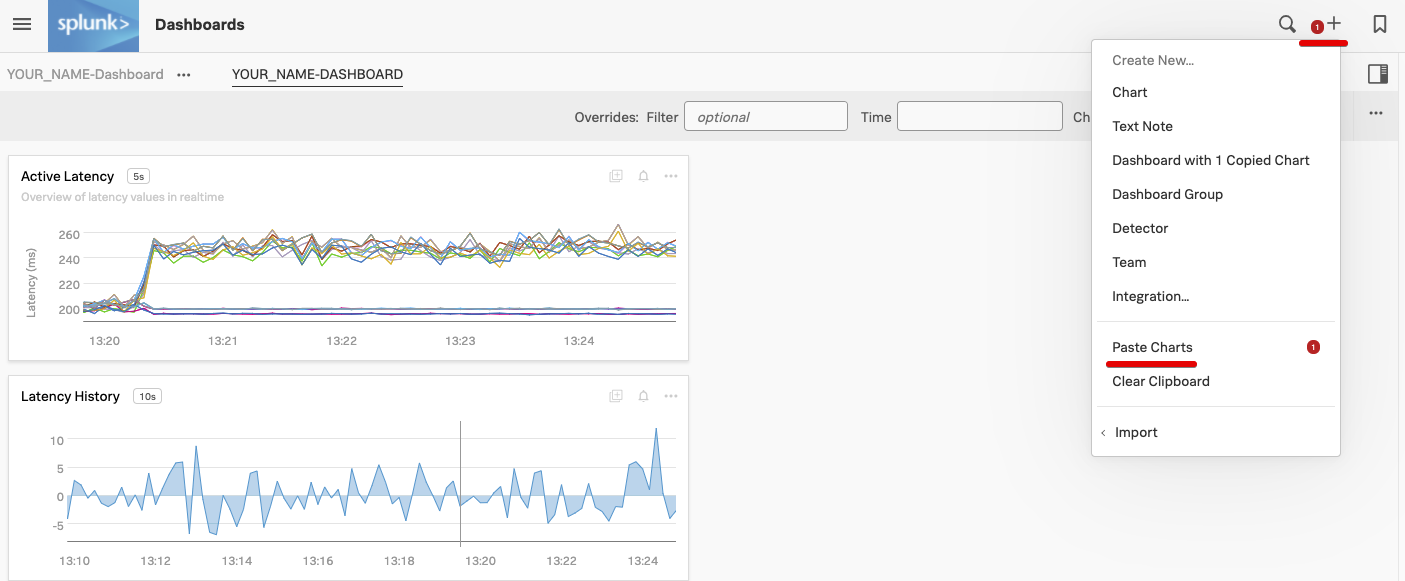 splunk>
Dashboards
1
YOUR_NAME-Dashboard
YOUR_NAME-DASHBOARD
Overrides: Filter optional Time Ch
Create New...
Chart
Text Note
Dashboard with 1 Copied Chart
Dashboard Group
Detector
Team
Integration...
Paste Charts 1
Clear Clipboard
Import
Active Latency 5s
Overview of latency values in realtime
Latency (ms)
260
240
220
200
13:20 13:21 13:22 13:23 13:24
Latency History 10s
10
5
0
-5
13:10 13:12 13:14 13:16 13:18 13:20 13:22 13:24